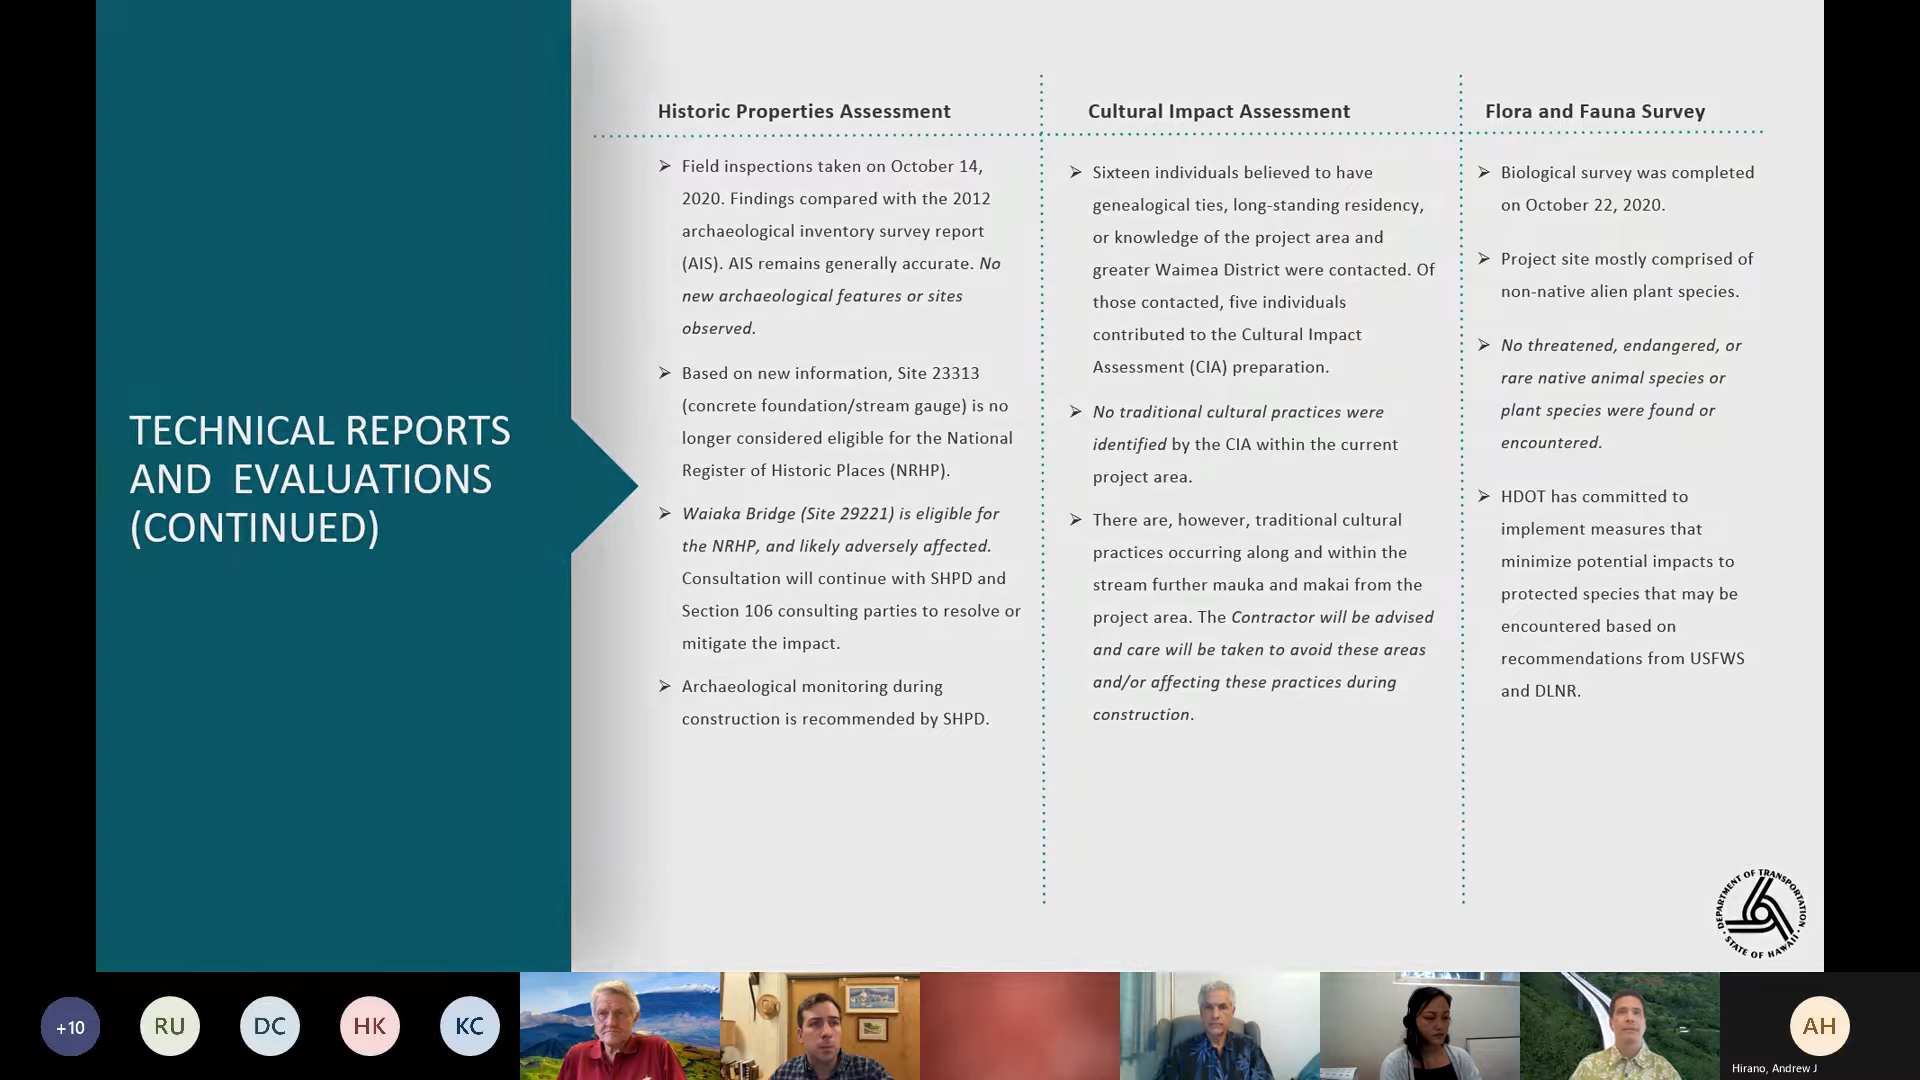 TECHNICAL REPORTS
AND EVALUATIONS
(CONTINUED)
Historic Properties Assessment
➢ Field inspections taken on October 14,
2020. Findings compared with the 2012
archaeological inventory survey report
(AIS). AIS remains generally accurate. No
new archaeological features or sites
observed.
➢ Based on new information, Site 23313
(concrete foundation/stream gauge) is no
longer considered eligible for the National
Register of Historic Places (NRHP).
➢ Waiaka Bridge (Site 29221) is eligible for
the NRHP, and likely adversely affected.
Consultation will continue with SHPD and
Section 106 consulting parties to resolve or
mitigate the impact.
➢ Archaeological monitoring during
construction is recommended by SHPD.
Cultural Impact Assessment
➢ Sixteen individuals believed to have
genealogical ties, long-standing residency,
or knowledge of the project area and
greater Waimea District were contacted. Of
those contacted, five individuals
contributed to the Cultural Impact
Assessment (CIA) preparation.
➢ No traditional cultural practices were
identified by the CIA within the current
project area.
➢ There are, however, traditional cultural
practices occurring along and within the
stream further mauka and makai from the
project area. The Contractor will be advised
and care will be taken to avoid these areas
and/or affecting these practices during
construction.
Flora and Fauna Survey
➢ Biological survey was completed
on October 22, 2020.
➢ Project site mostly comprised of
non-native alien plant species.
➢ No threatened, endangered, or
rare native animal species or
plant species were found or
encountered.
➢ HDOT has committed to
implement measures that
minimize potential impacts to
protected species that may be
encountered based on
recommendations from USFWS
and DLNR.
DEPARTMENT OF TRANSPORTATION
STATE OF HAWAII
+10
RU
DC
HK
KC
AH
Hirano, Andrew J